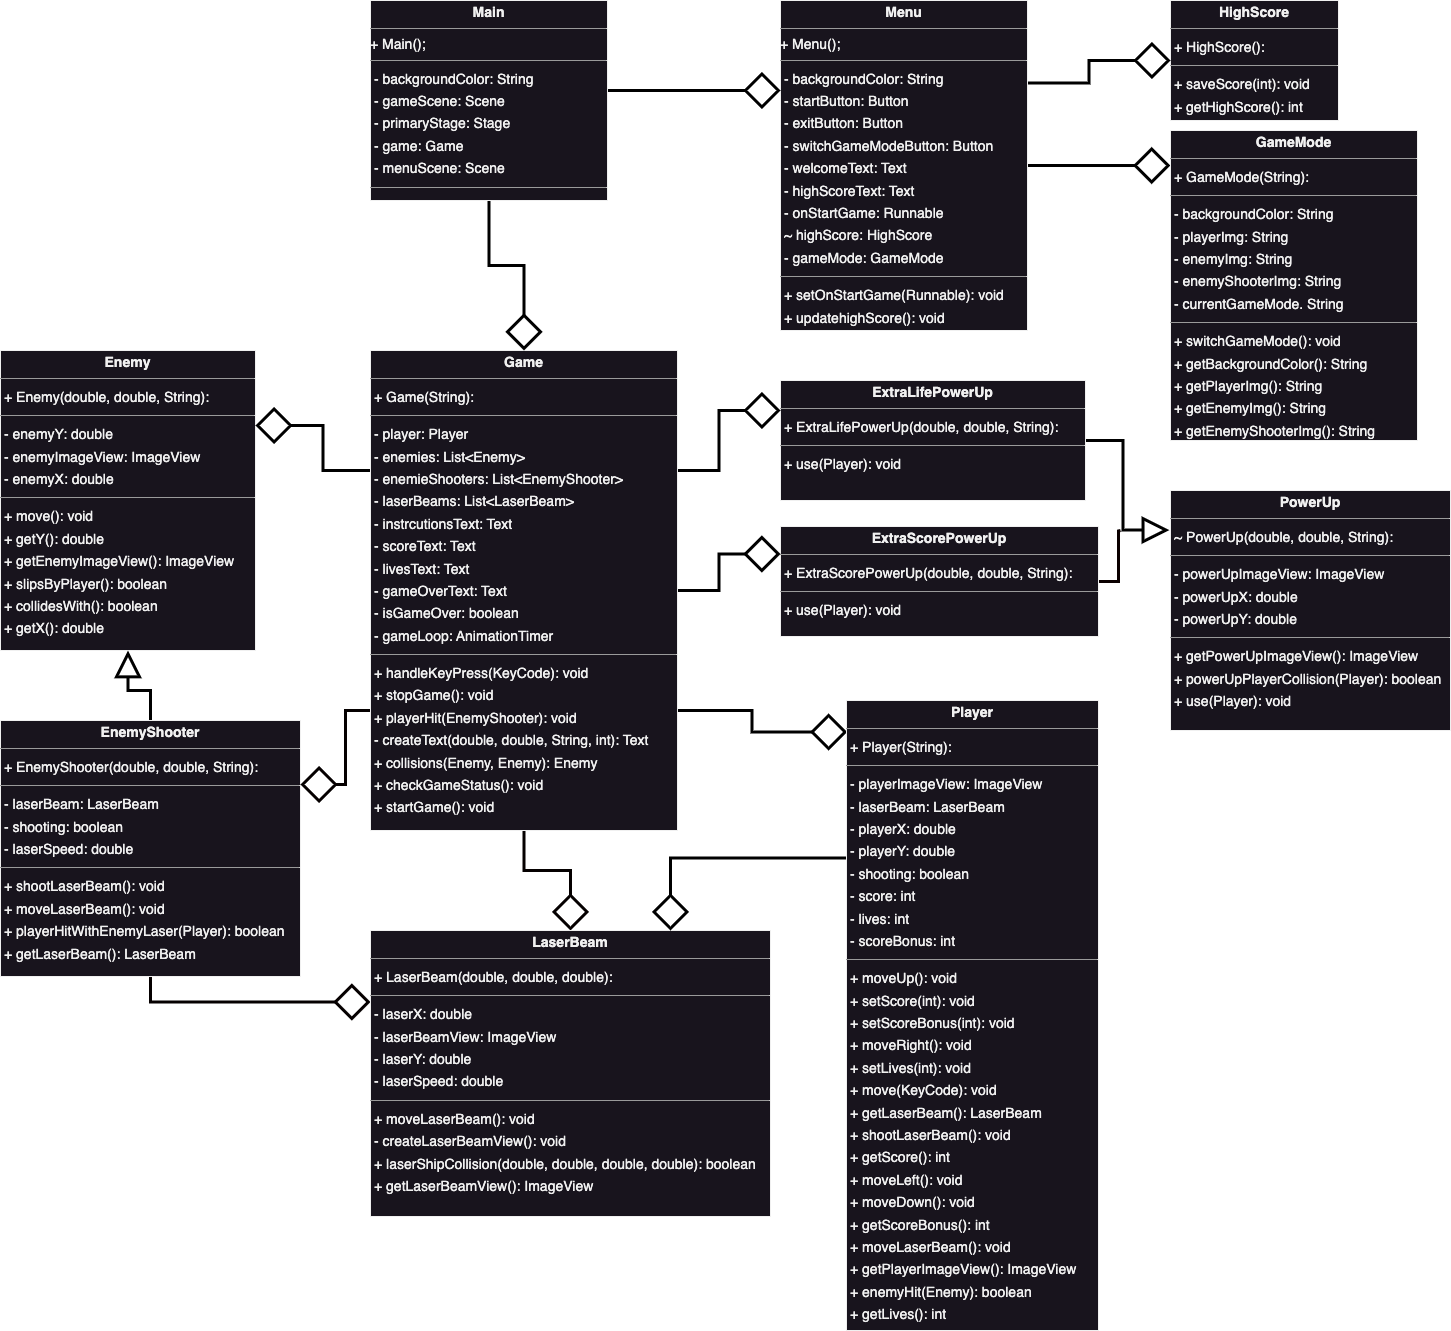 Main
+ Main();
- backgroundColor: String
- gameScene: Scene
- primaryStage: Stage
- game: Game
- menuScene: Scene
Menu
+ Menu();
- backgroundColor: String
- startButton: Button
- exitButton: Button
- switchGameModeButton: Button
- welcomeText: Text
- highScoreText: Text
- onStartGame: Runnable
~ highScore: HighScore
- gameMode: GameMode
+ setOnStartGame(Runnable): void
+ updatehighScore(): void
HighScore
+ HighScore():
+ saveScore(int): void
+ getHighScore(): int
GameMode
+ GameMode(String):
- backgroundColor: String
- playerImg: String
- enemyImg: String
- enemyShooterImg: String
- currentGameMode. String
+ switchGameMode(): void
+ getBackgroundColor(): String
+ getPlayerImg(): String
+ getEnemyImg(): String
+ getEnemyShooterImg(): String
Enemy
+ Enemy(double, double, String):
- enemyY: double
- enemyImageView: ImageView
- enemyX: double
+ move(): void
+ getY(): double
+ getEnemyImageView(): ImageView
+ slipsByPlayer(): boolean
+ collidesWith(): boolean
+ getX(): double
Game
+ Game(String):
- player: Player
- enemies: List<Enemy>
- enemieShooters: List<EnemyShooter>
- laserBeams: List<LaserBeam>
- instrcutionsText: Text
- scoreText: Text
- livesText: Text
- gameOverText: Text
- isGameOver: boolean
- gameLoop: AnimationTimer
+ handleKeyPress(KeyCode): void
+ stopGame(): void
+ playerHit(EnemyShooter): void
- createText(double, double, String, int): Text
+ collisions(Enemy, Enemy): Enemy
+ checkGameStatus(): void
+ startGame(): void
ExtraLifePowerUp
+ ExtraLifePowerUp(double, double, String):
+ use(Player): void
ExtraScorePowerUp
+ ExtraScorePowerUp(double, double, String):
+ use(Player): void
PowerUp
~ PowerUp(double, double, String):
- powerUpImageView: ImageView
- powerUpX: double
- powerUpY: double
+ getPowerUpImageView(): ImageView
+ powerUpPlayerCollision(Player): boolean
+ use(Player): void
EnemyShooter
+ EnemyShooter(double, double, String):
- laserBeam: LaserBeam
- shooting: boolean
- laserSpeed: double
+ shootLaserBeam(): void
+ moveLaserBeam(): void
+ playerHitWithEnemyLaser(Player): boolean
+ getLaserBeam(): LaserBeam
Player
+ Player(String):
- playerImageView: ImageView
- laserBeam: LaserBeam
- playerX: double
- playerY: double
- shooting: boolean
- score: int
- lives: int
- scoreBonus: int
+ moveUp(): void
+ setScore(int): void
+ setScoreBonus(int): void
+ moveRight(): void
+ setLives(int): void
+ move(KeyCode): void
+ getLaserBeam(): LaserBeam
+ shootLaserBeam(): void
+ getScore(): int
+ moveLeft(): void
+ moveDown(): void
+ getScoreBonus(): int
+ moveLaserBeam(): void
+ getPlayerImageView(): ImageView
+ enemyHit(Enemy): boolean
+ getLives(): int
LaserBeam
+ LaserBeam(double, double, double):
- laserX: double
- laserBeamView: ImageView
- laserY: double
- laserSpeed: double
+ moveLaserBeam(): void
- createLaserBeamView(): void
+ laserShipCollision(double, double, double, double): boolean
+ getLaserBeamView(): ImageView